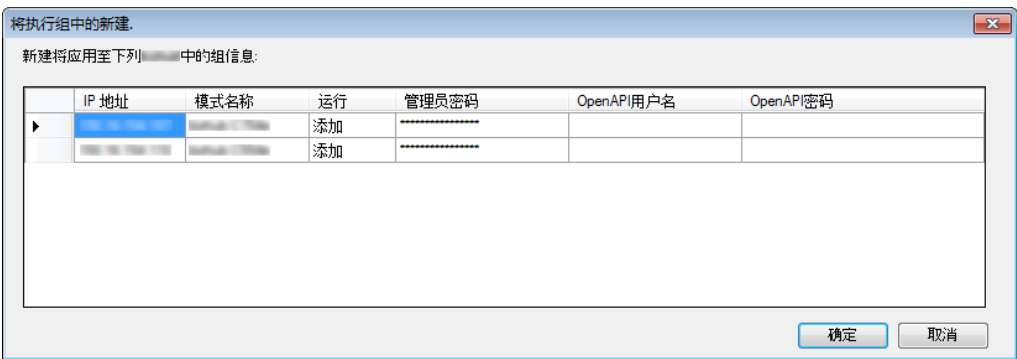 将执行组中的新建.
新建将应用至下列 中的组信息:
IP 地址 模式名称 运行 管理员密码 OpenAPI用户名 OpenAPI密码
添加 ****************
添加 ****************
确定 取消